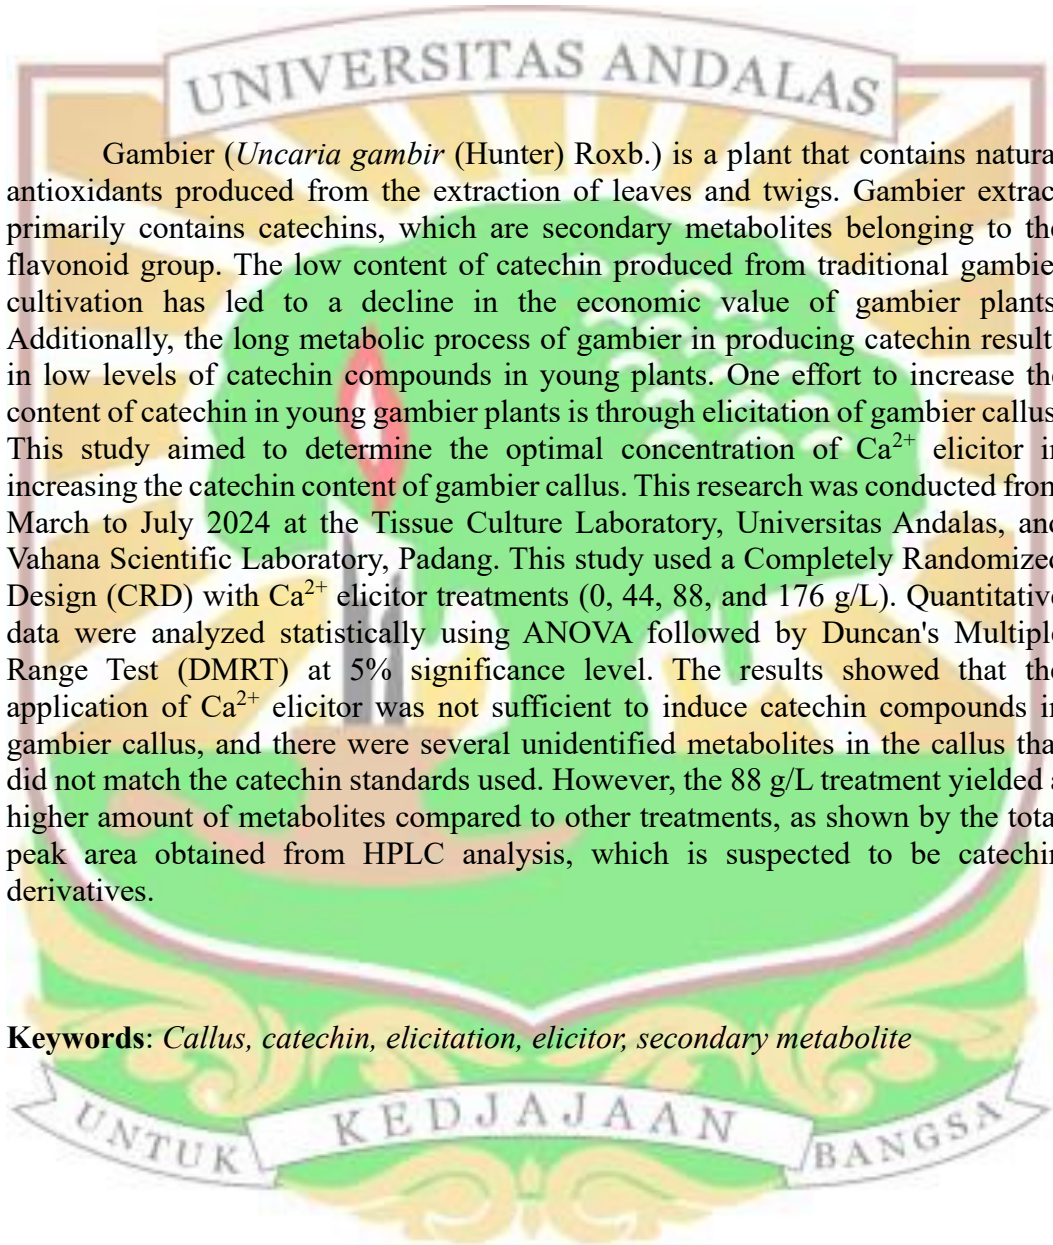 UNIVERSITAS ANDALAS
Gambier (Uncaria gambir (Hunter) Roxb.) is a plant that contains natura
antioxidants produced from the extraction of leaves and twigs. Gambier extrac
primarily contains catechins, which are secondary metabolites belonging to the
flavonoid group. The low content of catechin produced from traditional gambie
cultivation has led to a decline in the economic value of gambier plants
Additionally, the long metabolic process of gambier in producing catechin result
in low levels of catechin compounds in young plants. One effort to increase the
content of catechin in young gambier plants is through elicitation of gambier callus
This study aimed to determine the optimal concentration of Ca²⁺ elicitor in
increasing the catechin content of gambier callus. This research was conducted from
March to July 2024 at the Tissue Culture Laboratory, Universitas Andalas, and
Vahana Scientific Laboratory, Padang. This study used a Completely Randomized
Design (CRD) with Ca²⁺ elicitor treatments (0, 44, 88, and 176 g/L). Quantitative
data were analyzed statistically using ANOVA followed by Duncan's Multiple
Range Test (DMRT) at 5% significance level. The results showed that the
application of Ca²⁺ elicitor was not sufficient to induce catechin compounds in
gambier callus, and there were several unidentified metabolites in the callus tha
did not match the catechin standards used. However, the 88 g/L treatment yielded a
higher amount of metabolites compared to other treatments, as shown by the tota
peak area obtained from HPLC analysis, which is suspected to be catechin
derivatives.
Keywords: Callus, catechin, elicitation, elicitor, secondary metabolite
UNTUK KEDJAJAAN BANGSA